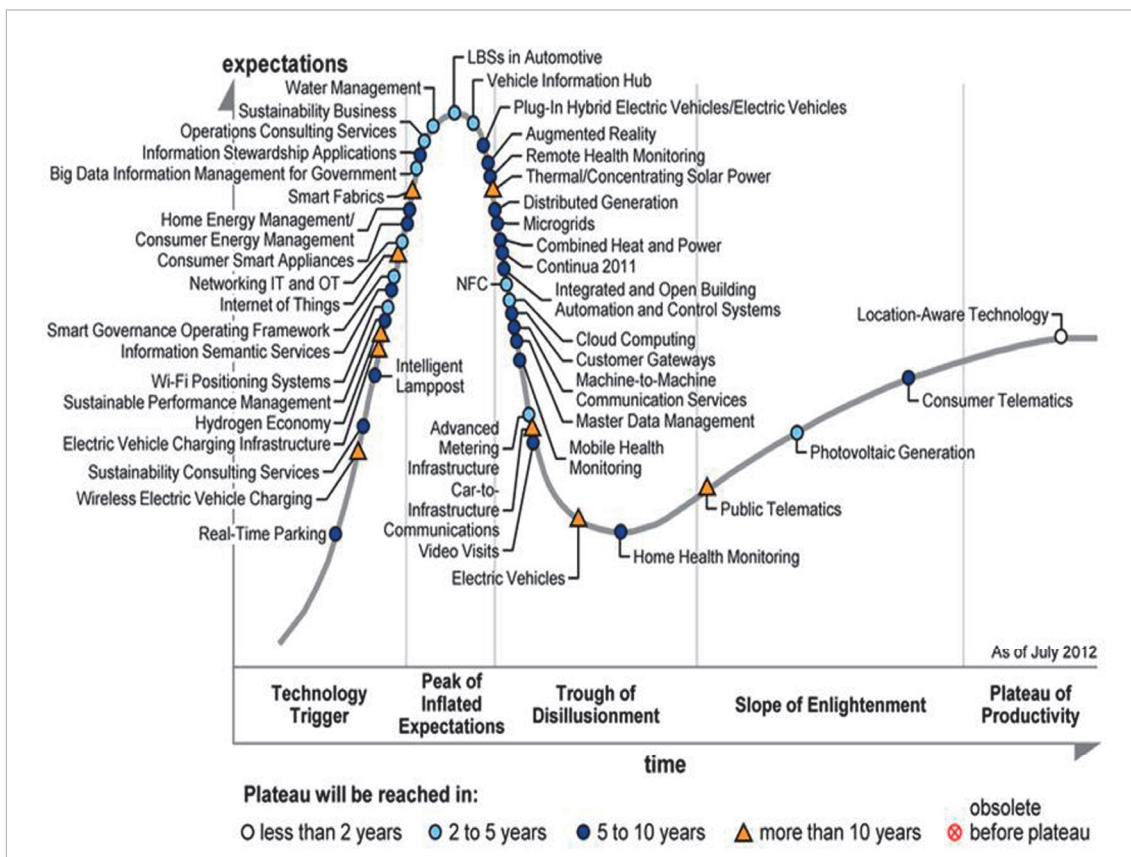 expectations
LBSs in Automotive
Water Management
Vehicle Information Hub
Sustainability Business
Operations Consulting Services
Plug-In Hybrid Electric Vehicles/Electric Vehicles
Information Stewardship Applications
Augmented Reality
Big Data Information Management for Government
Remote Health Monitoring
Smart Fabrics
Thermal/Concentrating Solar Power
Home Energy Management/
Consumer Energy Management
Distributed Generation
Consumer Smart Appliances
Microgrids
Networking IT and OT
Combined Heat and Power
Internet of Things
Continua 2011
NFC
Integrated and Open Building
Automation and Control Systems
Smart Governance Operating Framework
Information Semantic Services
Cloud Computing
Wi-Fi Positioning Systems
Customer Gateways
Sustainable Performance Management
Machine-to-Machine
Communication Services
Hydrogen Economy
Master Data Management
Electric Vehicle Charging Infrastructure
Mobile Health
Monitoring
Sustainability Consulting Services
Wireless Electric Vehicle Charging
Real-Time Parking
Intelligent
Lamppost
Advanced
Metering
Infrastructure
Car-to-
Infrastructure
Communications
Video Visits
Electric Vehicles
Home Health Monitoring
Public Telematics
Photovoltaic Generation
Consumer Telematics
Location-Aware Technology
As of July 2012
Technology
Trigger
Peak of
Inflated
Expectations
Trough of
Disillusionment
Slope of Enlightenment
Plateau of
Productivity
time
Plateau will be reached in:
less than 2 years
2 to 5 years
5 to 10 years
more than 10 years
obsolete
before plateau